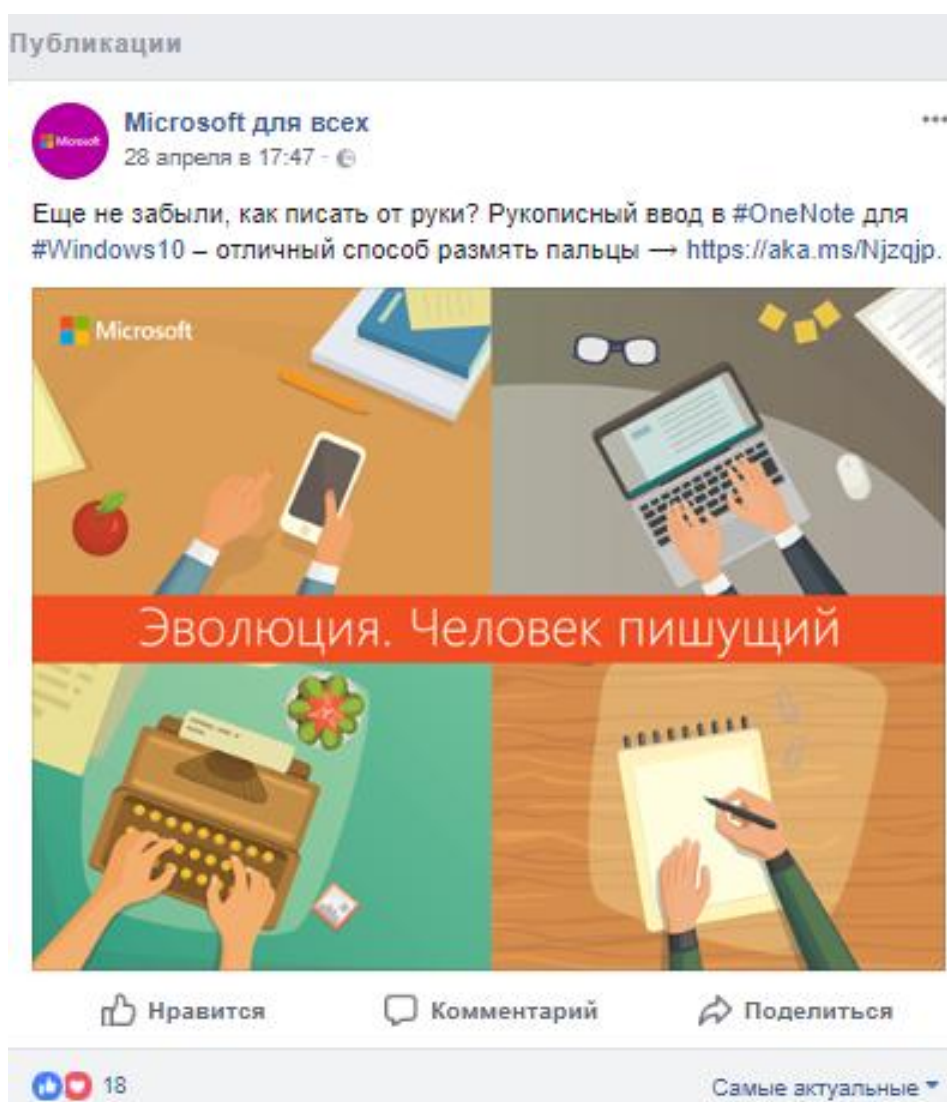 Публикации
Microsoft для всех
28 апреля в 17:47
Еще не забыли, как писать от руки? Рукописный ввод в #OneNote для
#Windows10 – отличный способ размять пальцы → https://aka.ms/Njzqjp.
Microsoft
Microsoft
Эволюция. Человек пишущий
Нравится Комментарий Поделиться
18 Самые актуальные